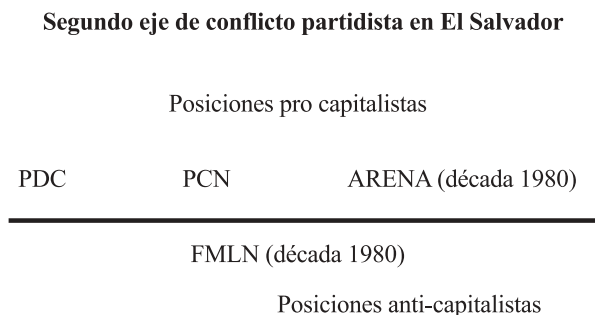 Segundo eje de conflicto partidista en El Salvador
Posiciones pro capitalistas
PDC PCN ARENA (década 1980)
FMLN (década 1980)
Posiciones anti-capitalistas